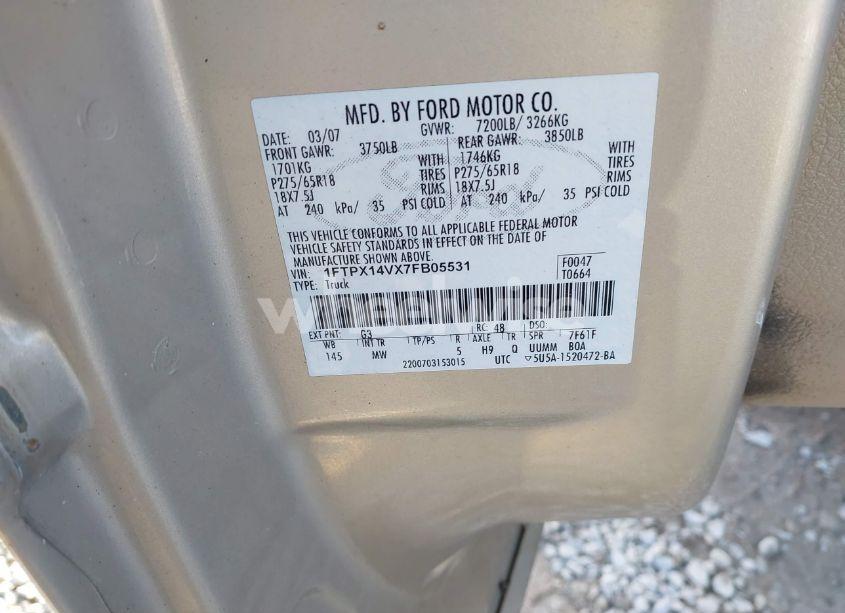 MFD. BY FORD MOTOR CO.
DATE: 03/07 GVWR: 7200LB/ 3266KG
FRONT GAWR: 3750LB REAR GAWR: 3850LB
1701KG WITH 1746KG WITH
P275/65R18 TIRES P275/65R18 TIRES
18X7.5J RIMS 18X7.5J RIMS
AT 240 kPa/ 35 PSI COLD AT 240 kPa/ 35 PSI COLD
THIS VEHICLE CONFORMS TO ALL APPLICABLE FEDERAL MOTOR
VEHICLE SAFETY STANDARDS IN EFFECT ON THE DATE OF
MANUFACTURE SHOWN ABOVE.
VIN: 1FTPX14VX7FB05531 F0047
TYPE: Truck T0664
EXT PNT: G3 RC: 48 DSO:
WB INT TR TP/PS R AXLE TR SPR 7F61F
145 MW 5 H9 Q UUMM BOA
2200703153015 UTC ▽5U5A-1520472-BA